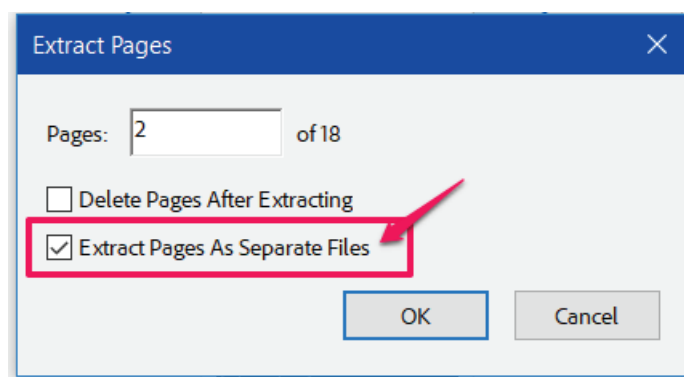 Extract Pages
Pages: 2 of 18
Delete Pages After Extracting
Extract Pages As Separate Files
OK Cancel